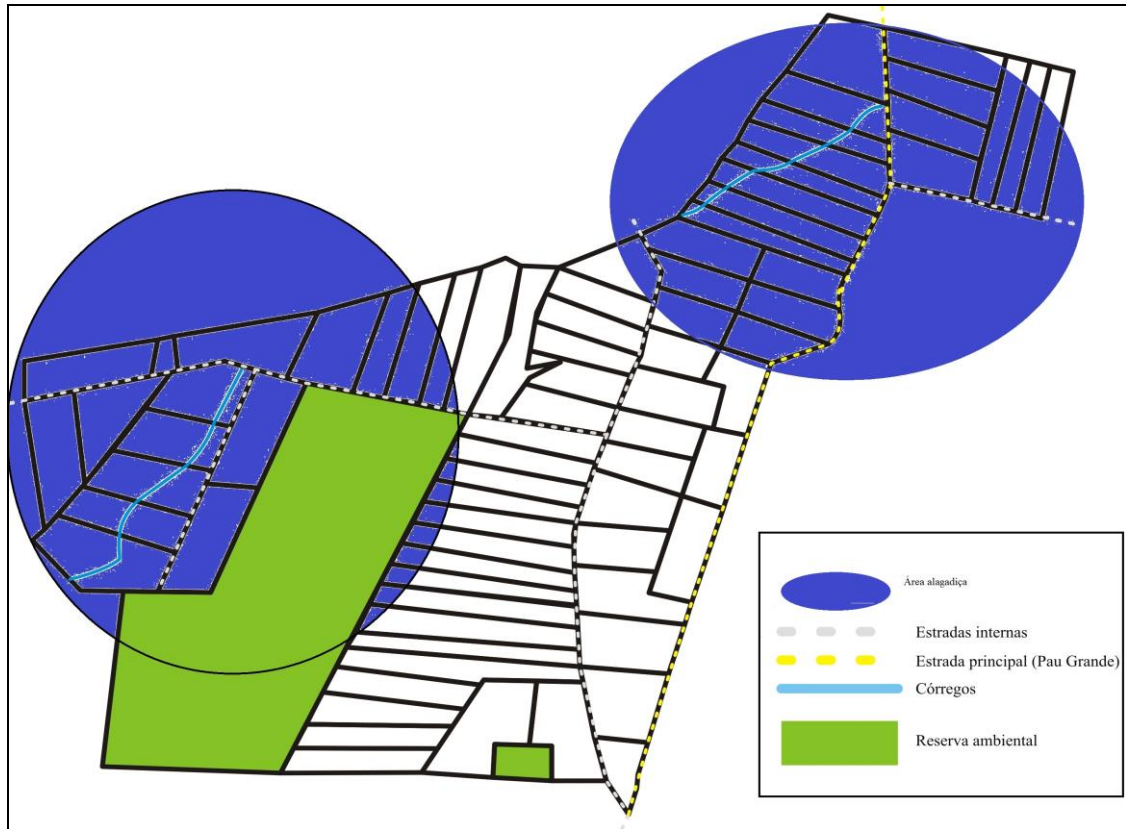 Área alagadiça
Estradas internas
Estrada principal (Pau Grande)
Córregos
Reserva ambiental